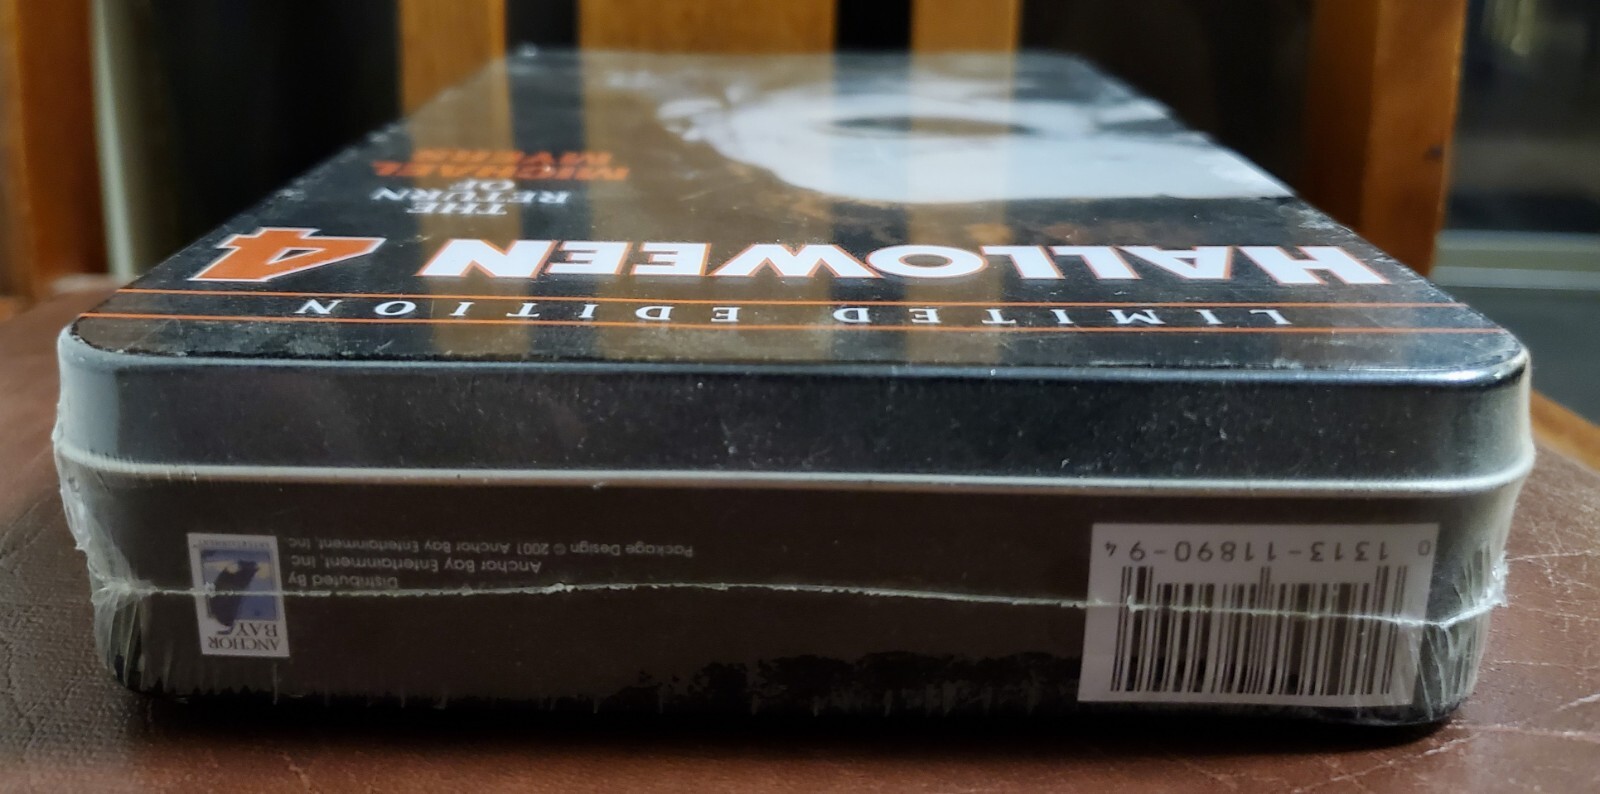 LIMITED EDITION
HALLOWEEN 4
THE
RETURN
OF
MICHAEL
MYERS
ANCHOR
BAY
ENTERTAINMENT
Distributed By
Anchor Bay Entertainment, Inc.
Package Design © 2001 Anchor Bay Entertainment, Inc.
0 1313-11890-9 4